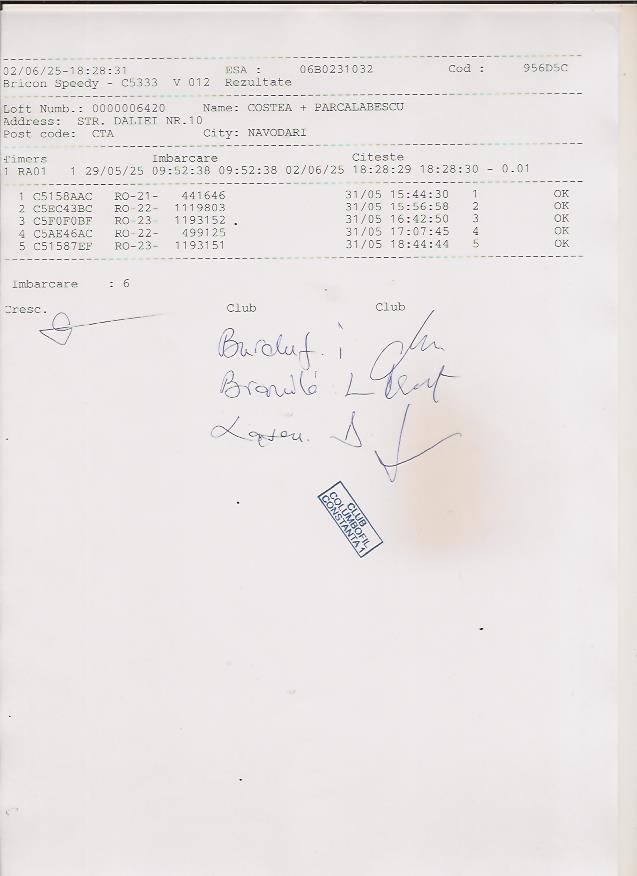 02/06/25-18:28:31 ESA : 06B0231032 Cod : 956D5C
Bricon Speedy - C5333 V 012 Rezultate
Loft Numb.: 0000006420 Name: COSTEA + PARCALABESCU
Address: STR. DALIEI NR.10
Post code: CTA City: NAVODARI
Timers Imbarcare Citeste
1 RA01 1 29/05/25 09:52:38 09:52:38 02/06/25 18:28:29 18:28:30 - 0.01
1 C5158AAC RO-21- 441646 31/05 15:44:30 1 OK
2 C5EC43BC RO-22- 1119803 31/05 15:56:58 2 OK
3 C5F0F0BF RO-23- 1193152 31/05 16:42:50 3 OK
4 C5AE46AC RO-22- 499125 31/05 17:07:45 4 OK
5 C51587EF RO-23- 1193151 31/05 18:44:44 5 OK
Imbarcare : 6
Cresc. Club Club
CLUB
COLUMBOFIL
CONSTANTA 1